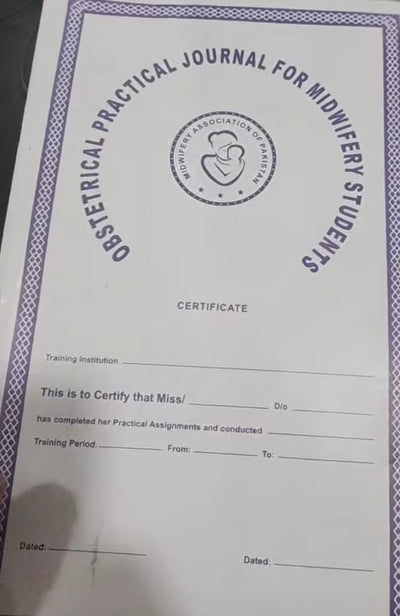 OBSTETRICAL PRACTICAL JOURNAL FOR MIDWIFERY STUDENTS
MIDWIFERY ASSOCIATION OF PAKISTAN
CERTIFICATE
Training Institution
This is to Certify that Miss/ D/o
has completed her Practical Assignments and conducted
Training Period. From: To:
Dated:
Dated: